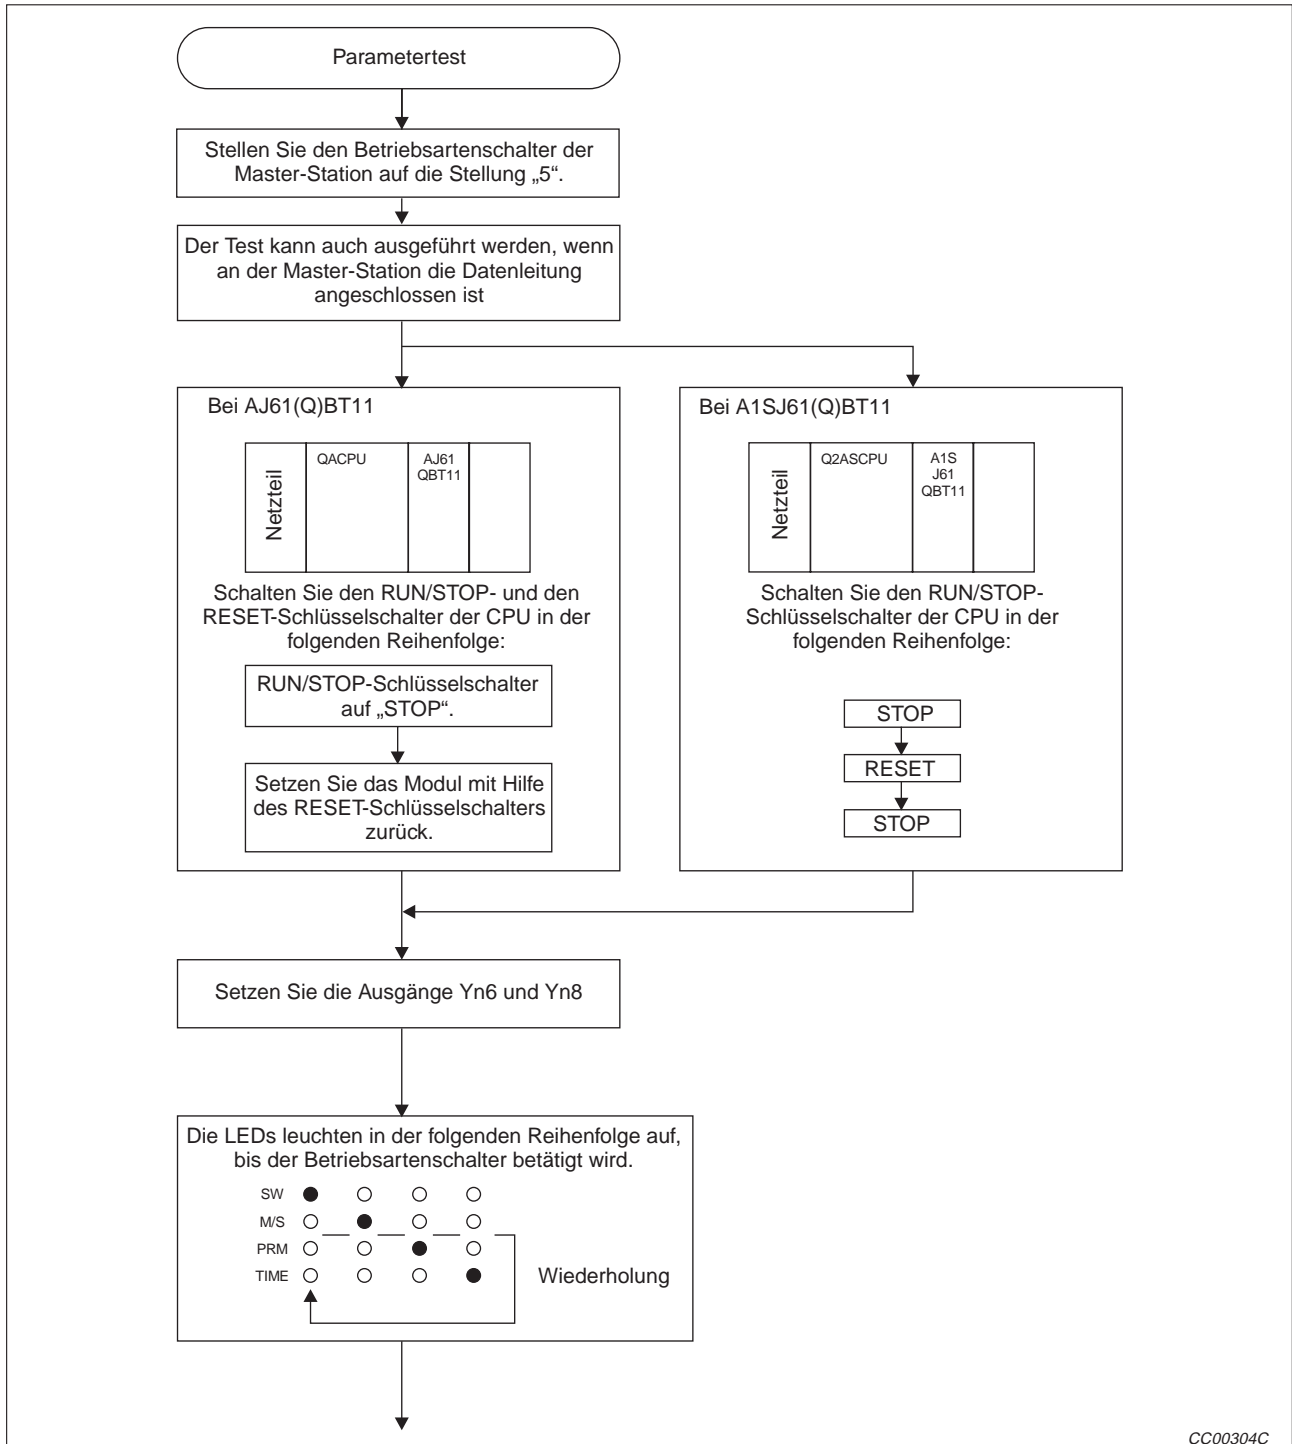 Parametertest
Stellen Sie den Betriebsartenschalter der
Master-Station auf die Stellung „5“.
Der Test kann auch ausgeführt werden, wenn
an der Master-Station die Datenleitung
angeschlossen ist
Bei AJ61(Q)BT11
Netzteil
QACPU
AJ61
QBT11
Schalten Sie den RUN/STOP- und den
RESET-Schlüsselschalter der CPU in der
folgenden Reihenfolge:
RUN/STOP-Schlüsselschalter
auf „STOP“.
Setzen Sie das Modul mit Hilfe
des RESET-Schlüsselschalters
zurück.
Bei A1SJ61(Q)BT11
Netzteil
Q2ASCPU
A1S
J61
QBT11
Schalten Sie den RUN/STOP-
Schlüsselschalter der CPU in der
folgenden Reihenfolge:
STOP
RESET
STOP
Setzen Sie die Ausgänge Yn6 und Yn8
Die LEDs leuchten in der folgenden Reihenfolge auf,
bis der Betriebsartenschalter betätigt wird.
SW
M/S
PRM
TIME
Wiederholung
CC00304C